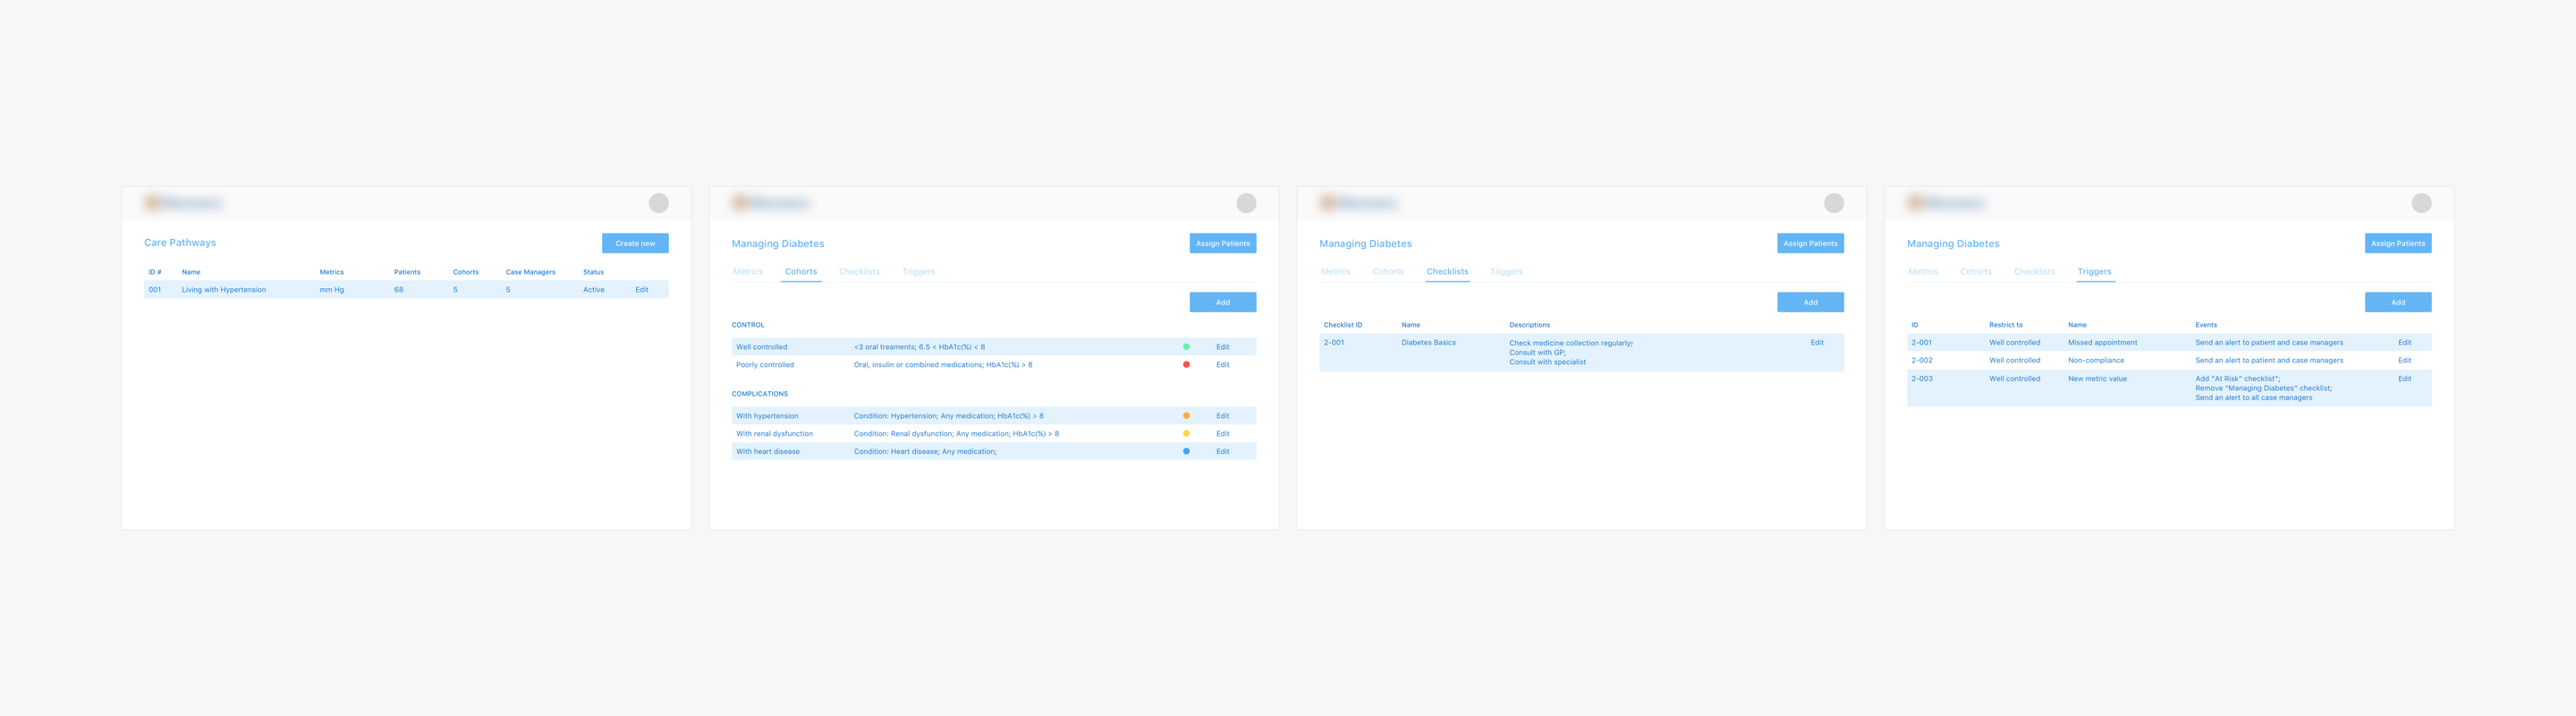 Care Pathways
Create new
ID # Name Metrics Patients Cohorts Case Managers Status
001 Living with Hypertension mm Hg 68 5 5 Active Edit
Managing Diabetes
Assign Patients
Metrics Cohorts Checklists Triggers
Add
CONTROL
Well controlled <3 oral treaments; 6.5 < HbA1c(%) < 8 Edit
Poorly controlled Oral, insulin or combined medications; HbA1c(%) > 8 Edit
COMPLICATIONS
With hypertension Condition: Hypertension; Any medication; HbA1c(%) > 8 Edit
With renal dysfunction Condition: Renal dysfunction; Any medication; HbA1c(%) > 8 Edit
With heart disease Condition: Heart disease; Any medication; Edit
Managing Diabetes
Assign Patients
Metrics Cohorts Checklists Triggers
Add
Checklist ID Name Descriptions
2-001 Diabetes Basics Check medicine collection regularly; Edit
Consult with GP;
Consult with specialist
Managing Diabetes
Assign Patients
Metrics Cohorts Checklists Triggers
Add
ID Restrict to Name Events
2-001 Well controlled Missed appointment Send an alert to patient and case managers Edit
2-002 Well controlled Non-compliance Send an alert to patient and case managers Edit
2-003 Well controlled New metric value Add "At Risk" checklist"; Edit
Remove "Managing Diabetes" checklist;
Send an alert to all case managers